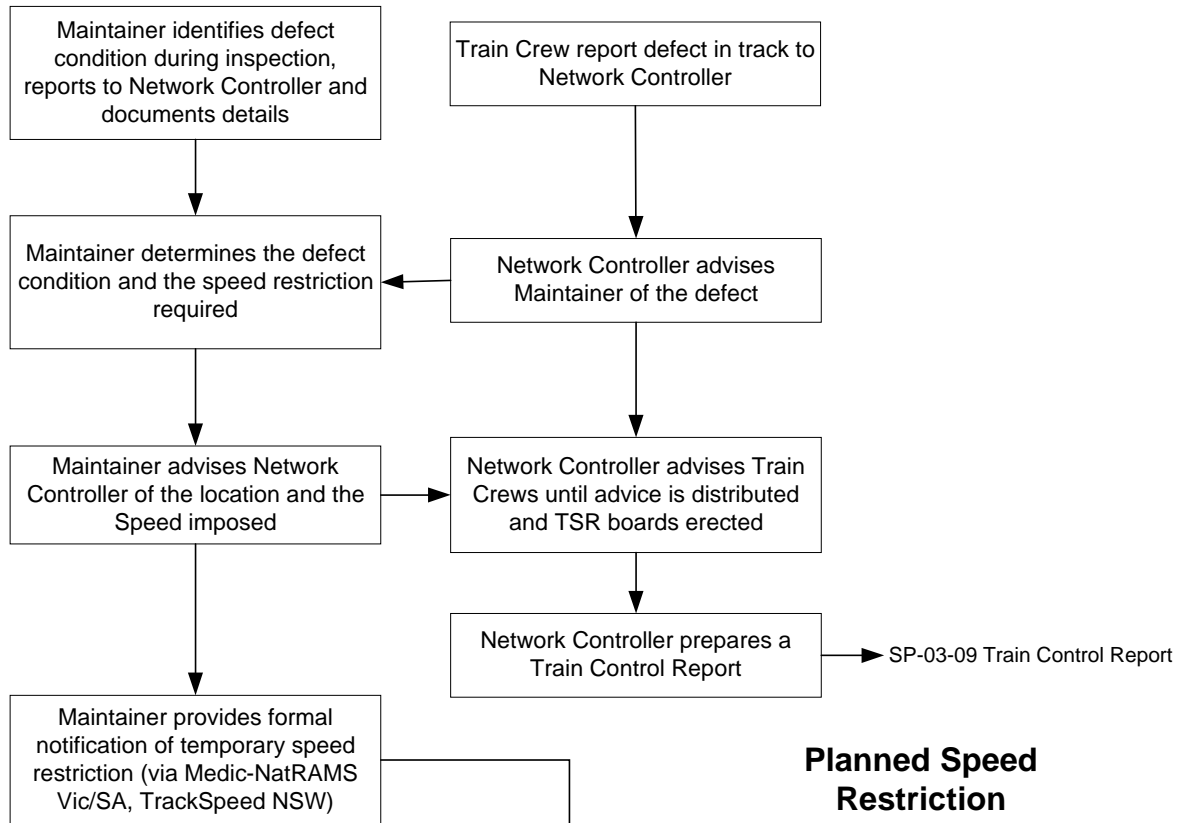 Maintainer identifies defect
condition during inspection,
reports to Network Controller and
documents details
Train Crew report defect in track to
Network Controller
Maintainer determines the defect
condition and the speed restriction
required
Network Controller advises
Maintainer of the defect
Maintainer advises Network
Controller of the location and the
Speed imposed
Network Controller advises Train
Crews until advice is distributed
and TSR boards erected
Network Controller prepares a
Train Control Report
SP-03-09 Train Control Report
Maintainer provides formal
notification of temporary speed
restriction (via Medic-NatRAMS
Vic/SA, TrackSpeed NSW)
Planned Speed
Restriction